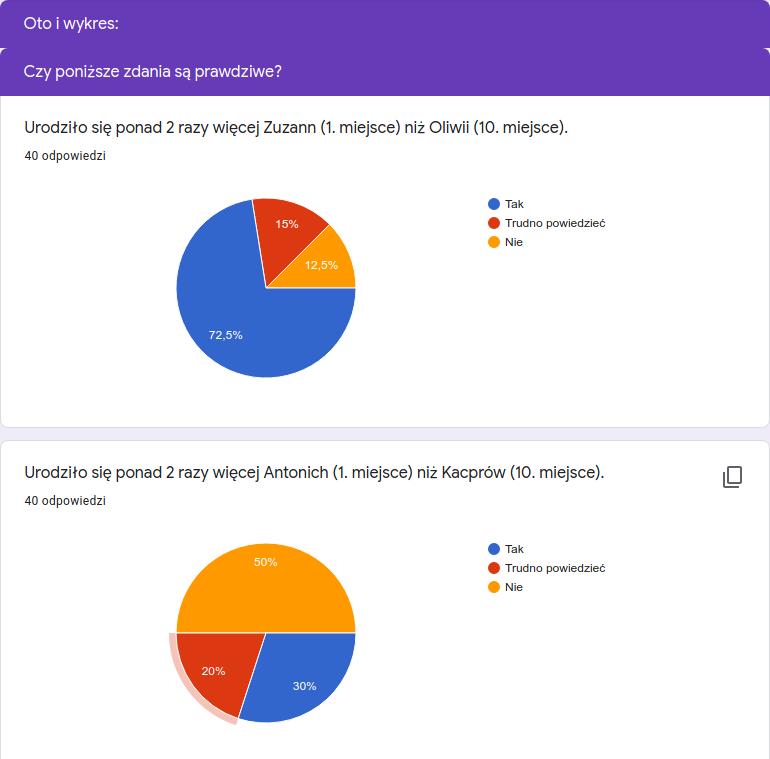 Oto i wykres:
Czy poniższe zdania są prawdziwe?
Urodziło się ponad 2 razy więcej Zuzann (1. miejsce) niż Oliwii (10. miejsce).
40 odpowiedzi
Tak
Trudno powiedzieć
Nie
15%
12,5%
72,5%
Urodziło się ponad 2 razy więcej Antonich (1. miejsce) niż Kacprów (10. miejsce).
40 odpowiedzi
Tak
Trudno powiedzieć
Nie
50%
20%
30%